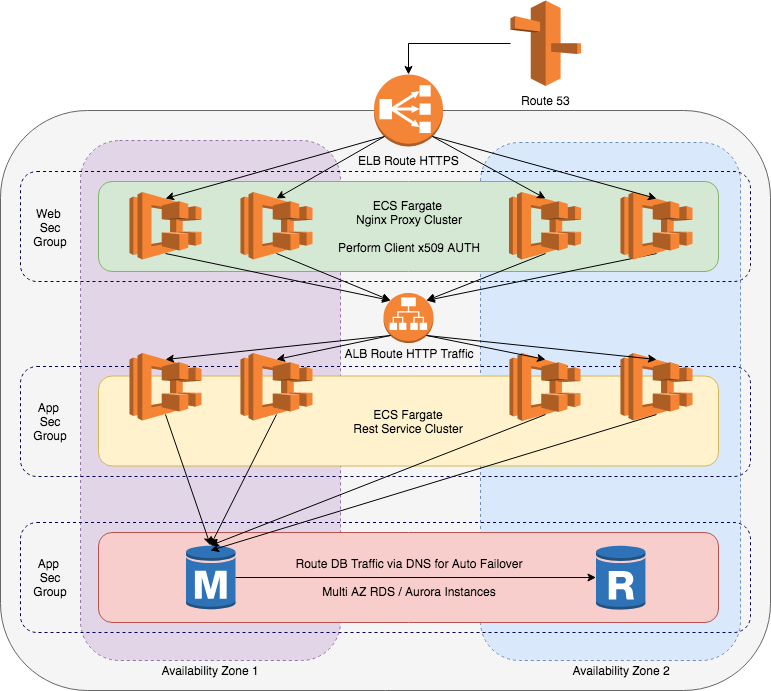 Route 53
ELB Route HTTPS
Web
Sec
Group
ECS Fargate
Nginx Proxy Cluster
Perform Client x509 AUTH
ALB Route HTTP Traffic
App
Sec
Group
ECS Fargate
Rest Service Cluster
App
Sec
Group
M
Route DB Traffic via DNS for Auto Failover
Multi AZ RDS / Aurora Instances
R
Availability Zone 1
Availability Zone 2